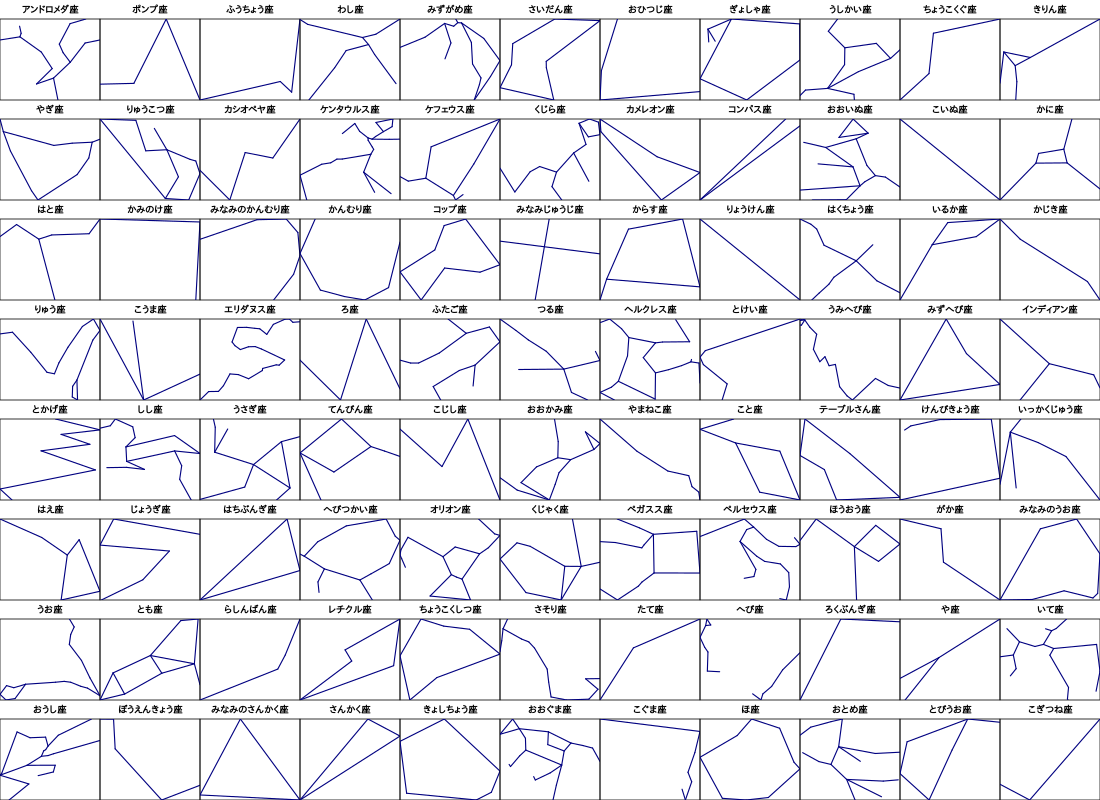 アンドロメダ座 ポンプ座 ふうちょう座 わし座 みずがめ座 さいだん座 おひつじ座 ぎょしゃ座 うしかい座 ちょうこくぐ座 きりん座
やぎ座 りゅうこつ座 カシオペヤ座 ケンタウルス座 ケフェウス座 くじら座 カメレオン座 コンパス座 おおいぬ座 こいぬ座 かに座
はと座 かみのけ座 みなみのかんむり座 かんむり座 コップ座 みなみじゅうじ座 からす座 りょうけん座 はくちょう座 いるか座 かじき座
りゅう座 こうま座 エリダヌス座 ろ座 ふたご座 つる座 ヘルクレス座 とけい座 うみへび座 みずへび座 インディアン座
とかげ座 しし座 うさぎ座 てんびん座 こじし座 おおかみ座 やまねこ座 こと座 テーブルさん座 けんびきょう座 いっかくじゅう座
はえ座 じょうぎ座 はちぶんぎ座 へびつかい座 オリオン座 くじゃく座 ペガスス座 ペルセウス座 ほうおう座 がか座 みなみのうお座
うお座 とも座 らしんばん座 レチクル座 ちょうこくしつ座 さそり座 たて座 へび座 ろくぶんぎ座 や座 いて座
おうし座 ぼうえんきょう座 みなみのさんかく座 さんかく座 きょしちょう座 おおぐま座 こぐま座 ほ座 おとめ座 とびうお座 こぎつね座